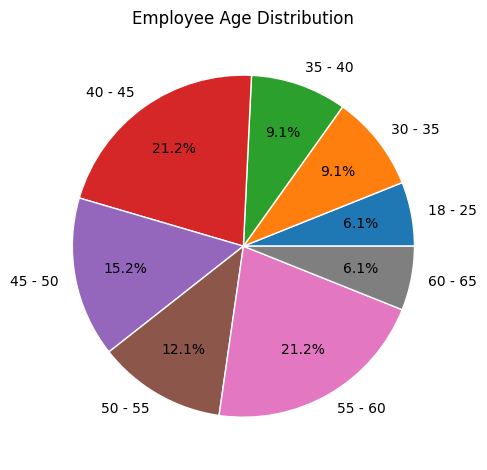 Employee Age Distribution
35 - 40
40 - 45
30 - 35
9.1%
21.2%
9.1%
18 - 25
6.1%
15.2%
6.1%
45 - 50
60 - 65
12.1%
21.2%
50 - 55
55 - 60